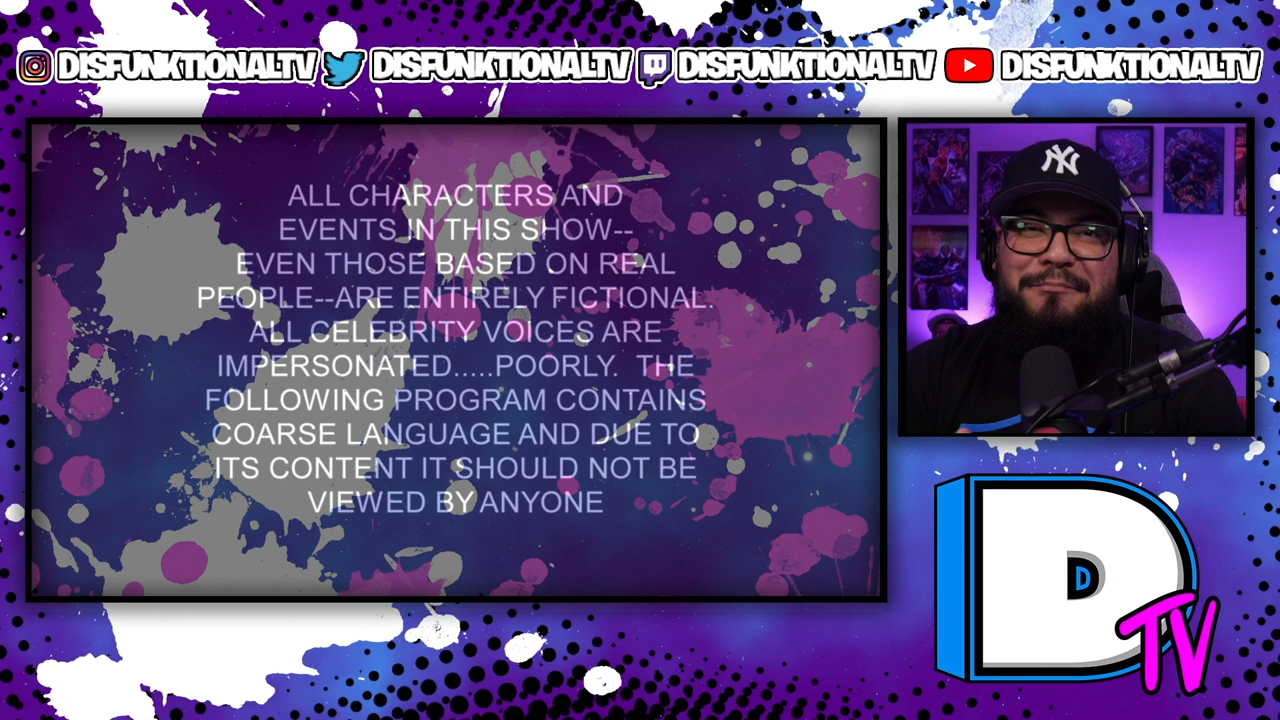 DISFUNKTIONALTV DISFUNKTIONALTV DISFUNKTIONALTV DISFUNKTIONALTV
ALL CHARACTERS AND
EVENTS IN THIS SHOW--
EVEN THOSE BASED ON REAL
PEOPLE--ARE ENTIRELY FICTIONAL.
ALL CELEBRITY VOICES ARE
IMPERSONATED.....POORLY. THE
FOLLOWING PROGRAM CONTAINS
COARSE LANGUAGE AND DUE TO
ITS CONTENT IT SHOULD NOT BE
VIEWED BY ANYONE
NY
D
D
TV